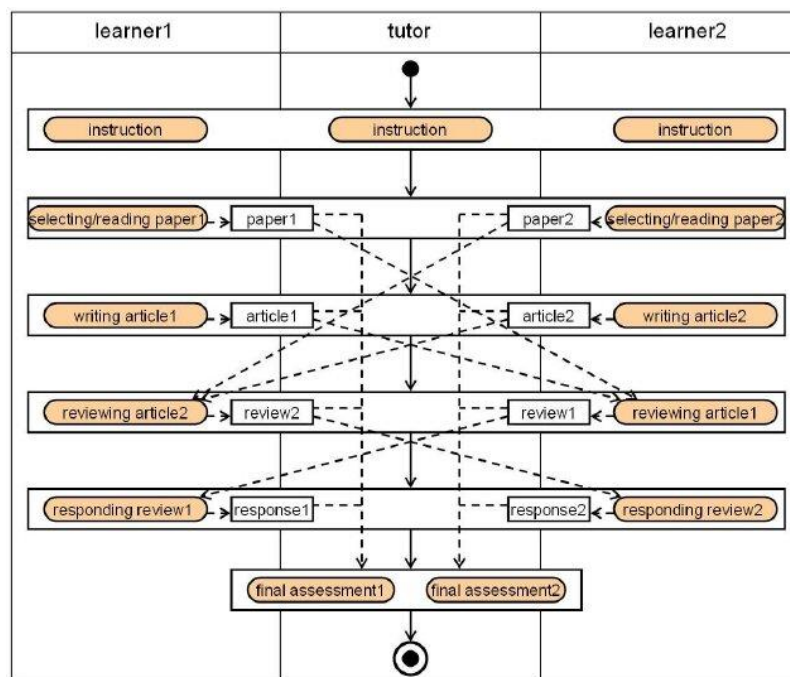 learner1 tutor learner2
instruction instruction instruction
selecting/reading paper1 paper1 paper2 selecting/reading paper2
writing article1 article1 article2 writing article2
reviewing article2 review2 review1 reviewing article1
responding review1 response1 response2 responding review2
final assessment1 final assessment2